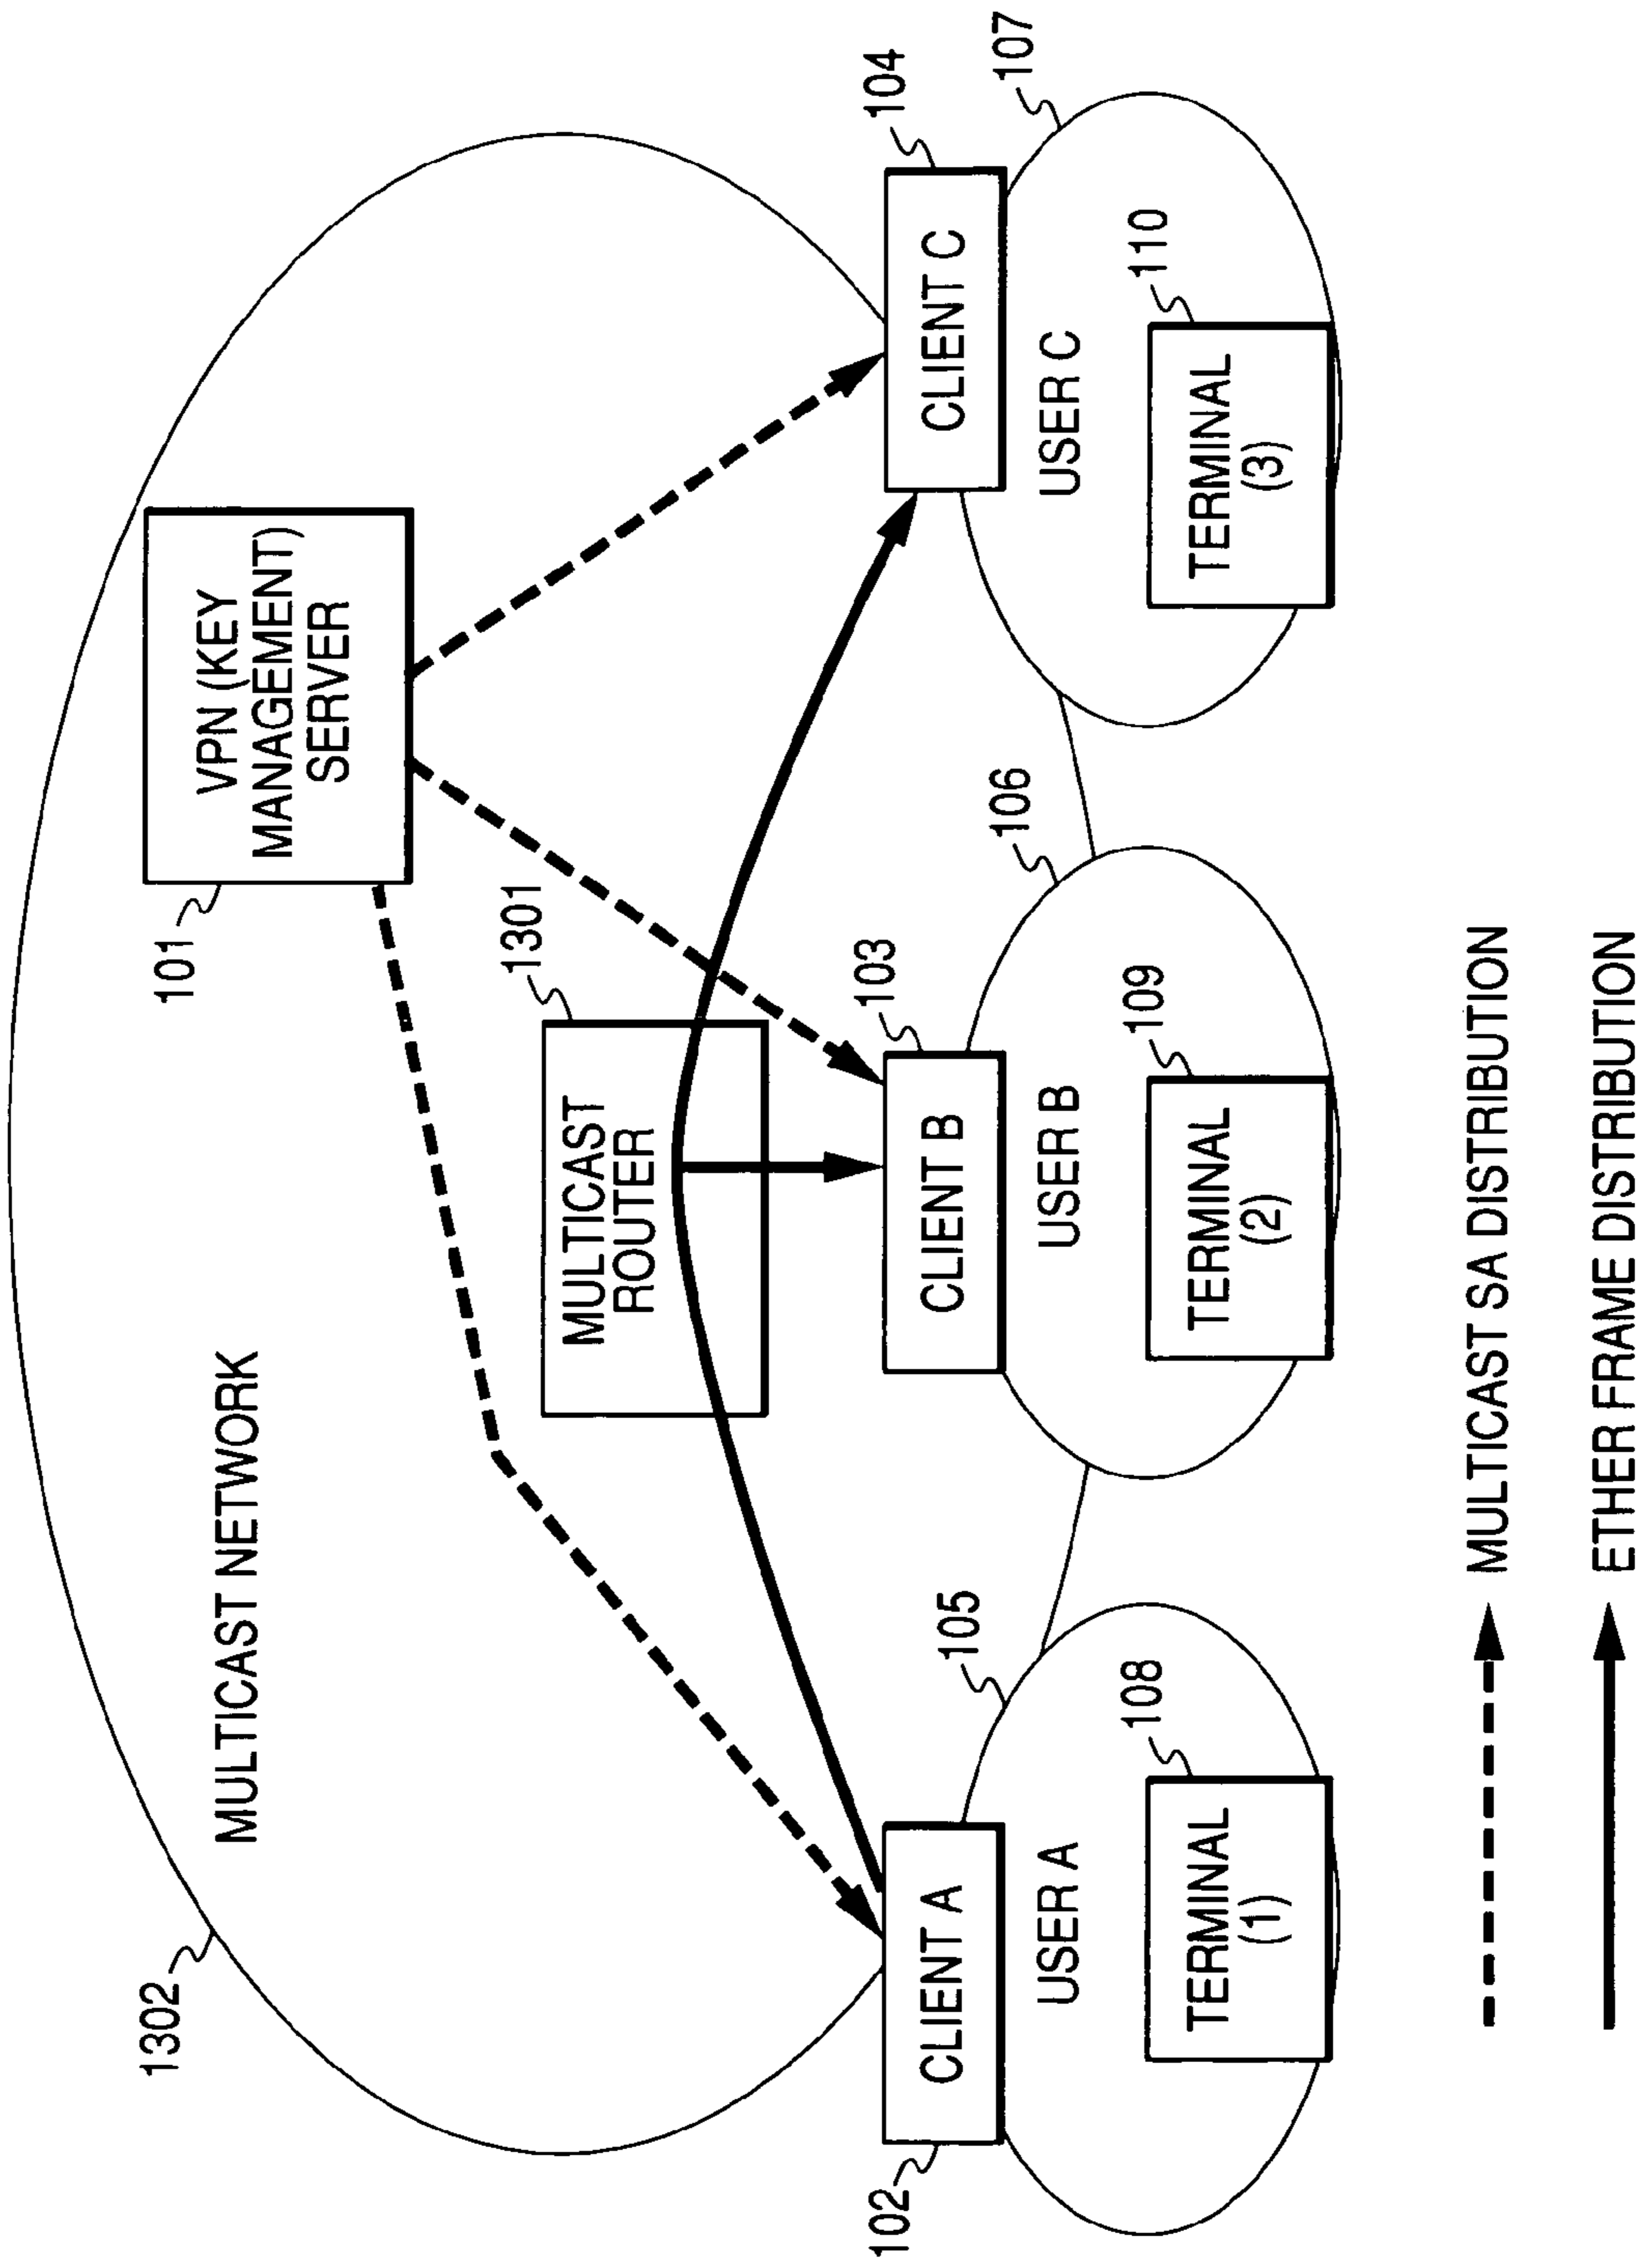 1302
MULTICAST NETWORK
101
VPN (KEY
MANAGEMENT)
SERVER
1301
MULTICAST
ROUTER
102
CLIENT A
103
CLIENT B
104
CLIENT C
105
USER A
106
USER B
107
USER C
108
TERMINAL
(1)
109
TERMINAL
(2)
110
TERMINAL
(3)
MULTICAST SA DISTRIBUTION
ETHER FRAME DISTRIBUTION